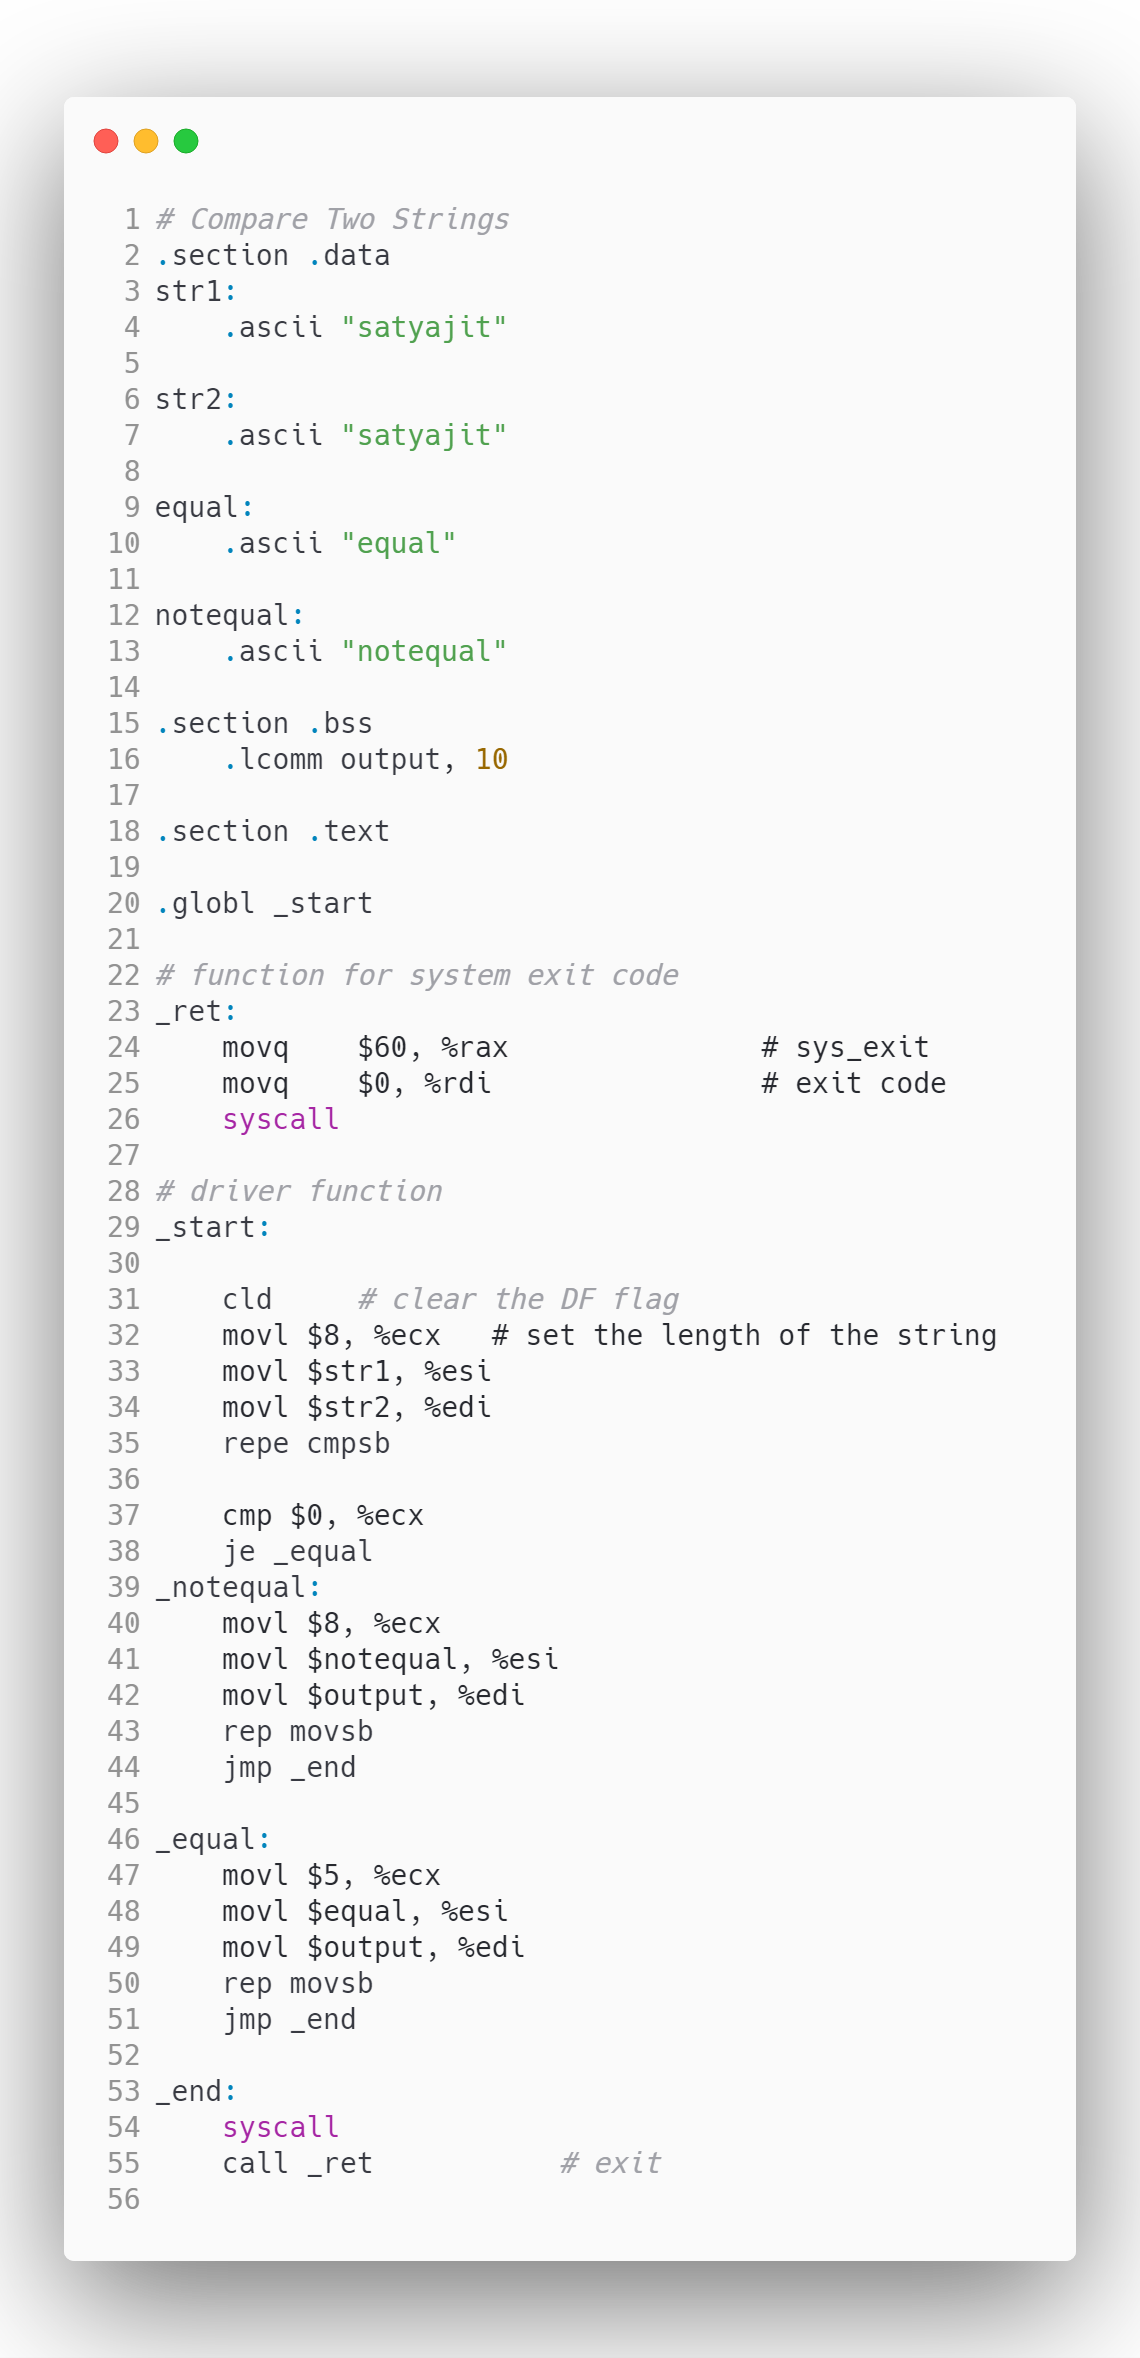 1 # Compare Two Strings
2 .section .data
3 str1:
4     .ascii "satyajit"
5
6 str2:
7     .ascii "satyajit"
8
9 equal:
10     .ascii "equal"
11
12 notequal:
13     .ascii "notequal"
14
15 .section .bss
16     .lcomm output, 10
17
18 .section .text
19
20 .globl _start
21
22 # function for system exit code
23 _ret:
24     movq    $60, %rax               # sys_exit
25     movq    $0, %rdi                # exit code
26     syscall
27
28 # driver function
29 _start:
30
31     cld     # clear the DF flag
32     movl $8, %ecx   # set the length of the string
33     movl $str1, %esi
34     movl $str2, %edi
35     repe cmpsb
36
37     cmp $0, %ecx
38     je _equal
39 _notequal:
40     movl $8, %ecx
41     movl $notequal, %esi
42     movl $output, %edi
43     rep movsb
44     jmp _end
45
46 _equal:
47     movl $5, %ecx
48     movl $equal, %esi
49     movl $output, %edi
50     rep movsb
51     jmp _end
52
53 _end:
54     syscall
55     call _ret           # exit
56